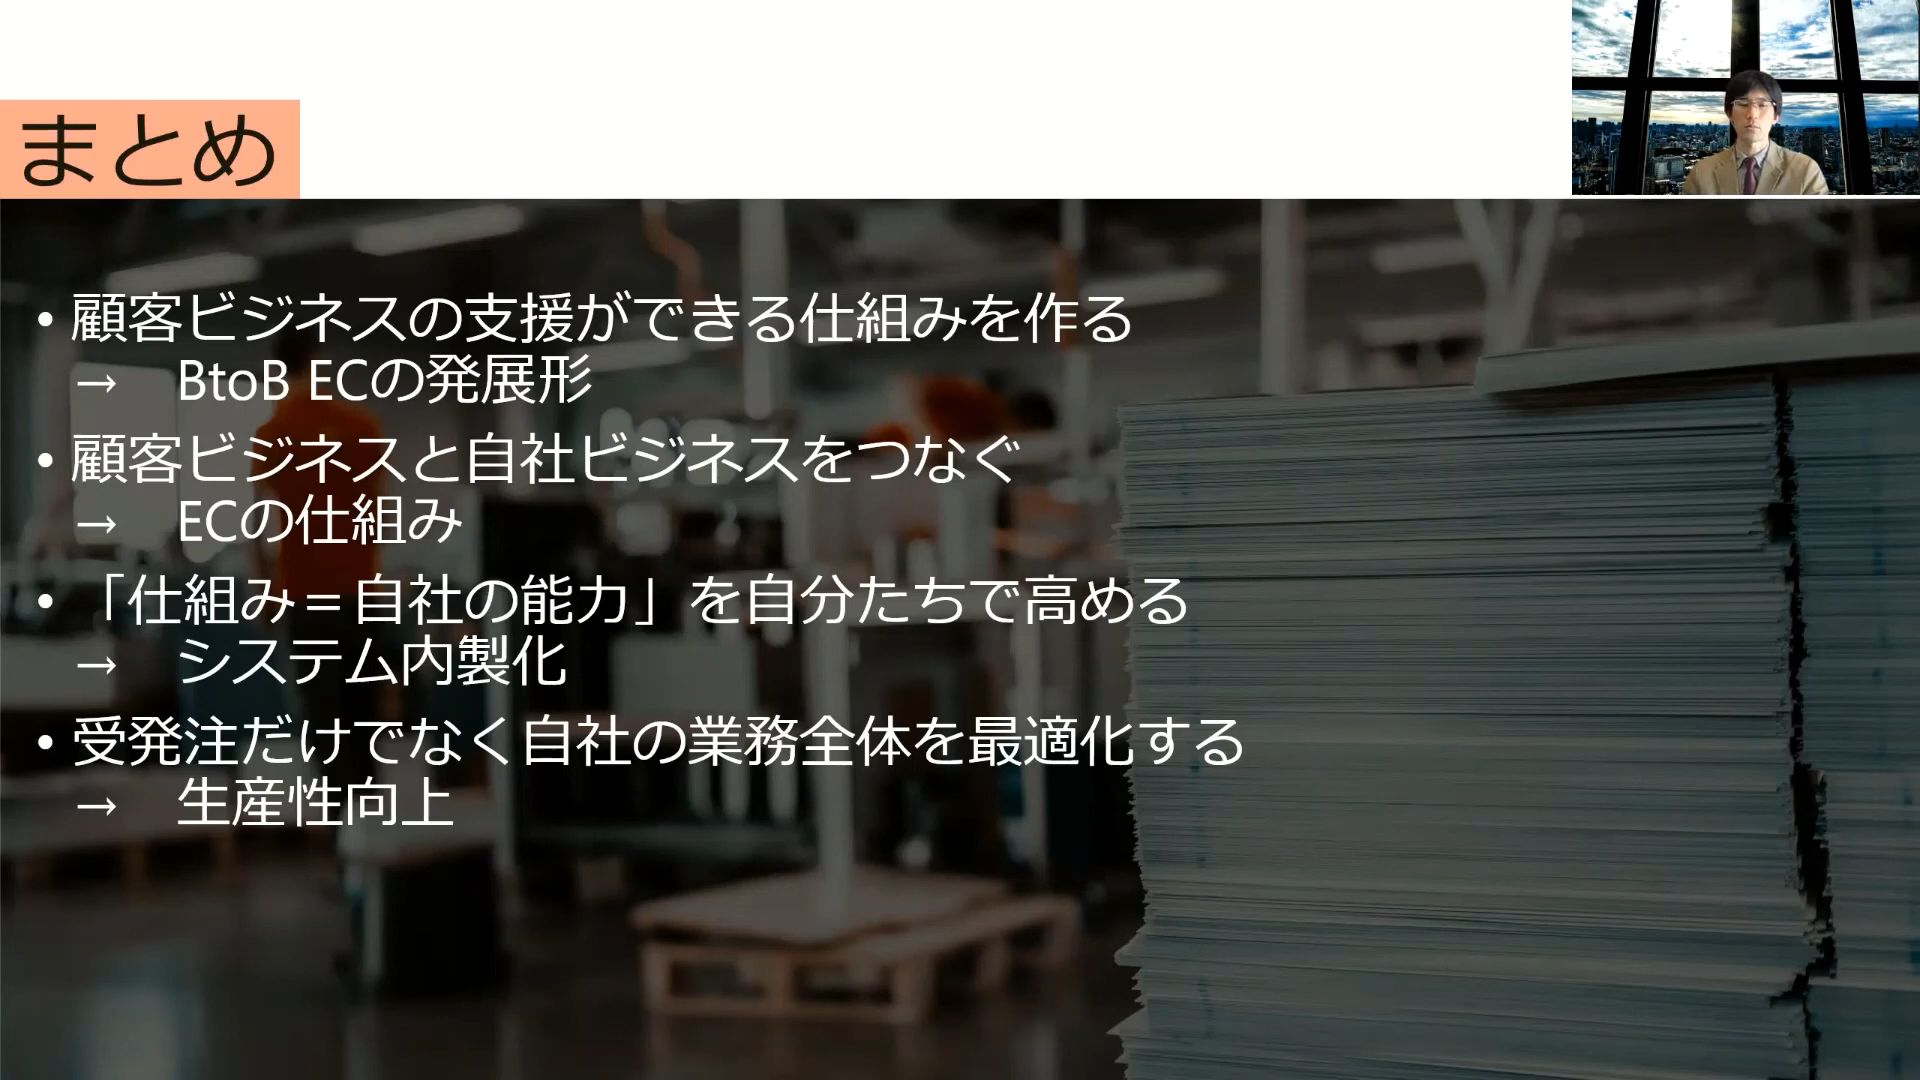 まとめ
• 顧客ビジネスの支援ができる仕組みを作る
→ BtoB ECの発展形
• 顧客ビジネスと自社ビジネスをつなぐ
→ ECの仕組み
• 「仕組み＝自社の能力」を自分たちで高める
→ システム内製化
• 受発注だけでなく自社の業務全体を最適化する
→ 生産性向上